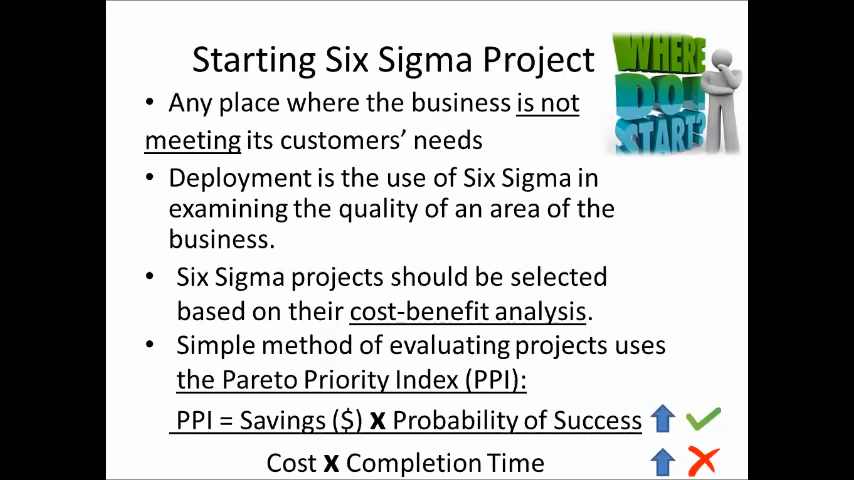 Starting Six Sigma Project
WHERE
DO I
START?
• Any place where the business is not
meeting its customers' needs
• Deployment is the use of Six Sigma in
examining the quality of an area of the
business.
• Six Sigma projects should be selected
based on their cost-benefit analysis.
• Simple method of evaluating projects uses
the Pareto Priority Index (PPI):
PPI = Savings ($) X Probability of Success
Cost X Completion Time